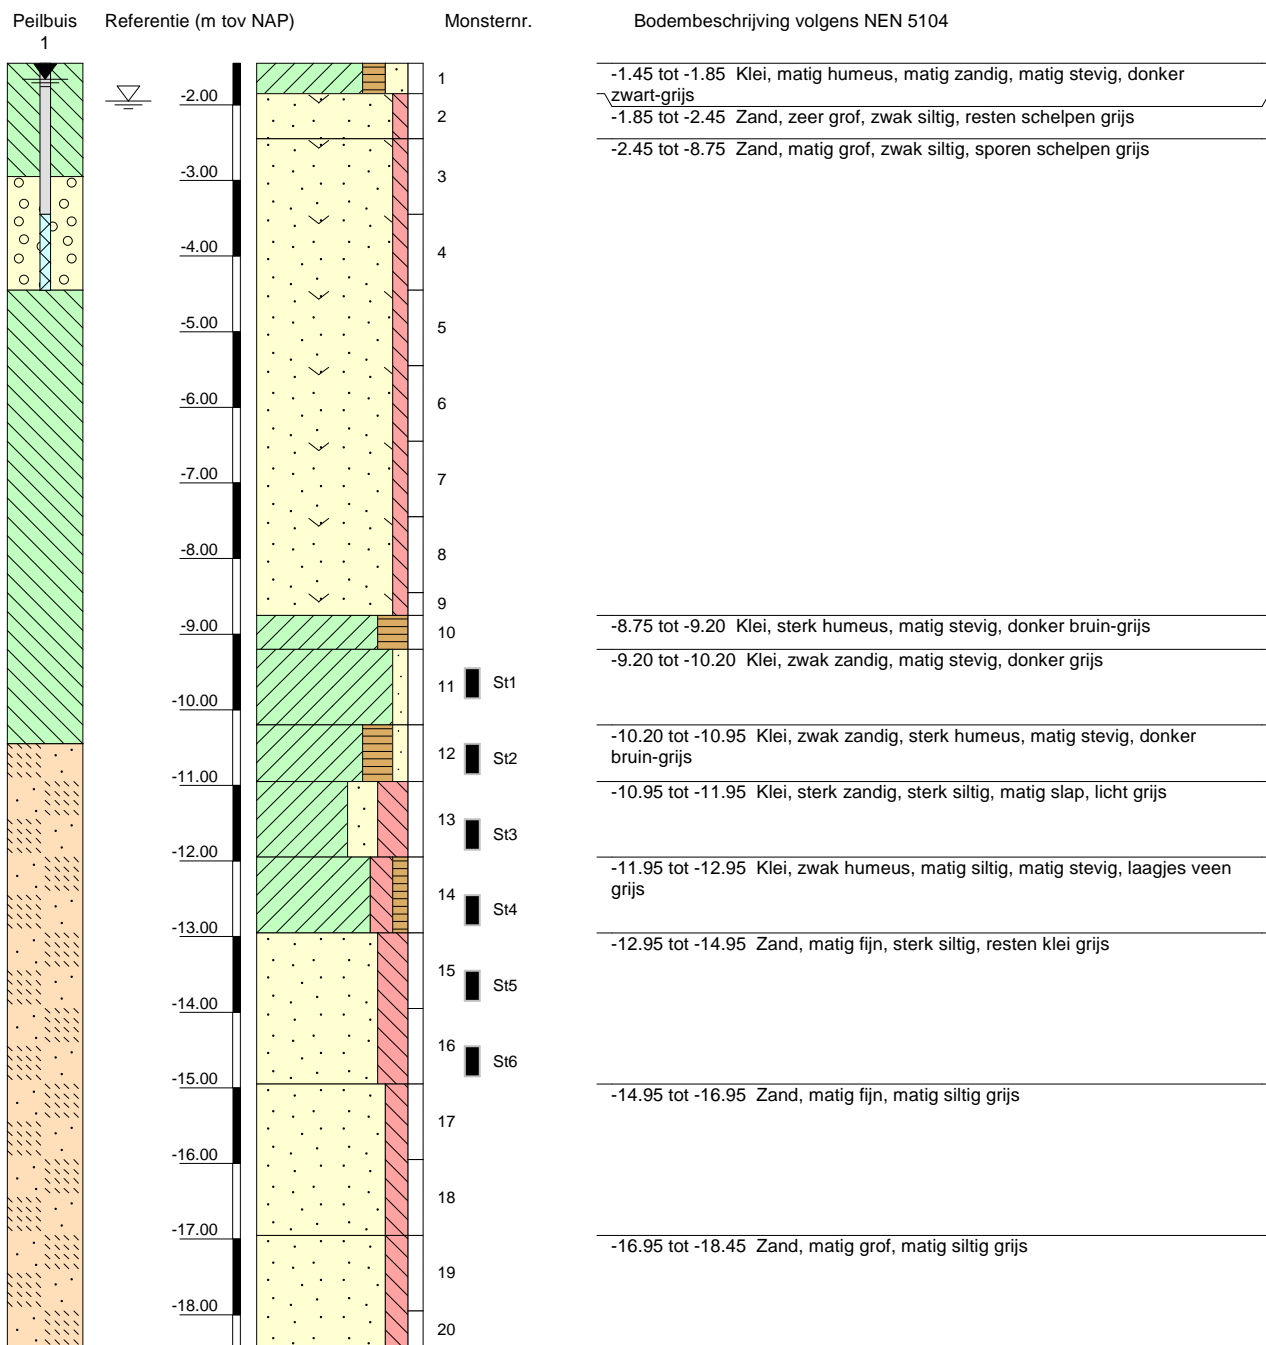 Peilbuis Referentie (m tov NAP) Monsternr. Bodembeschrijving volgens NEN 5104
1
1 -1.45 tot -1.85 Klei, matig humeus, matig zandig, matig stevig, donker
zwart-grijs
-2.00
2 -1.85 tot -2.45 Zand, zeer grof, zwak siltig, resten schelpen grijs
-2.45 tot -8.75 Zand, matig grof, zwak siltig, sporen schelpen grijs
-3.00
3
-4.00
4
-5.00
5
-6.00
6
-7.00
7
-8.00
8
9
-9.00
10 -8.75 tot -9.20 Klei, sterk humeus, matig stevig, donker bruin-grijs
-9.20 tot -10.20 Klei, zwak zandig, matig stevig, donker grijs
11 St1
-10.00
-10.20 tot -10.95 Klei, zwak zandig, sterk humeus, matig stevig, donker
bruin-grijs
12 St2
-11.00
-10.95 tot -11.95 Klei, sterk zandig, sterk siltig, matig slap, licht grijs
13
St3
-12.00
-11.95 tot -12.95 Klei, zwak humeus, matig siltig, matig stevig, laagjes veen
grijs
14
St4
-13.00
-12.95 tot -14.95 Zand, matig fijn, sterk siltig, resten klei grijs
15
St5
-14.00
16
St6
-15.00
-14.95 tot -16.95 Zand, matig fijn, matig siltig grijs
17
-16.00
18
-17.00
-16.95 tot -18.45 Zand, matig grof, matig siltig grijs
19
-18.00
20